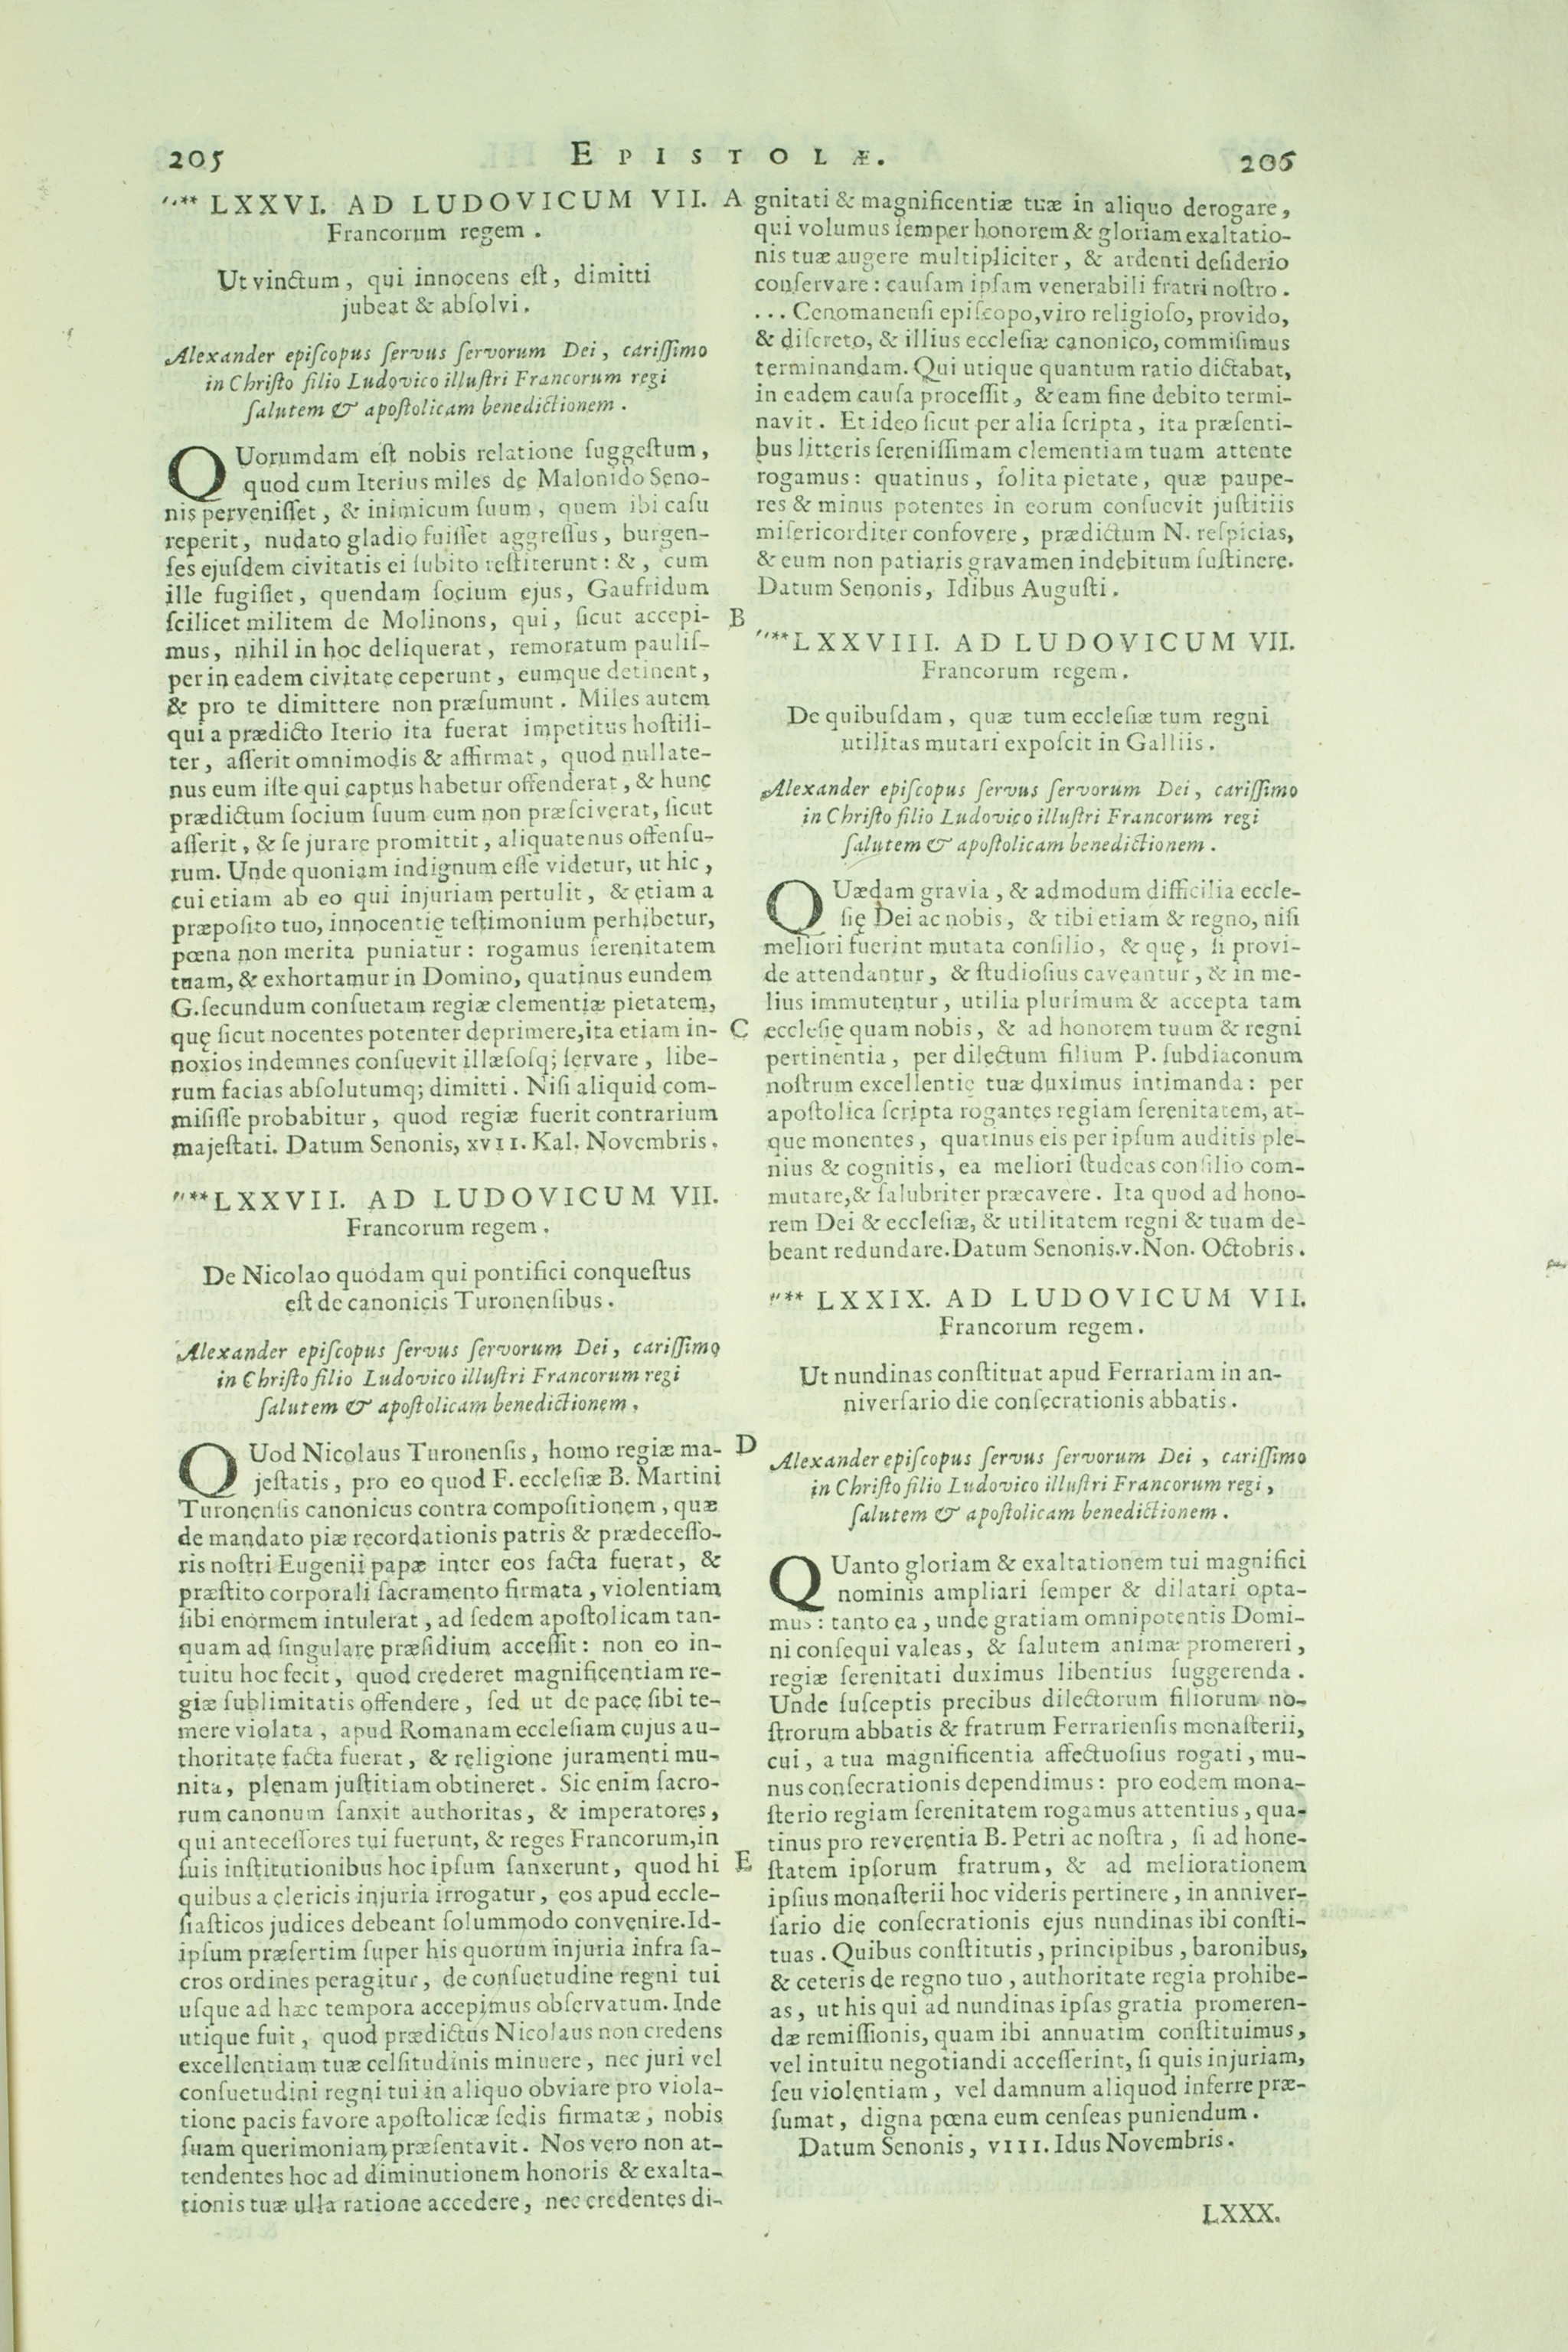 205
EPISTOLÆ.
206
"** LXXVI. AD LUDOVICUM VII.
Francorum regem .
Ut vinctum , qui innocens eſt , dimitti
jubeat & abſolvi .
Alexander epiſcopus ſervus ſervorum Dei , cariſſimo
in Chriſto filio Ludovico illuſtri Francorum regi
ſalutem & apoſtolicam benedictionem .
QUorumdam eſt nobis relatione ſuggeſtum ,
quod cum Iterius miles de Malonido Seno-
nis perveniſſet , & inimicum ſuum , quem ibi caſu
reperit , nudato gladio fuiſſet aggreſſus , burgen-
ſes ejuſdem civitatis ei ſubito reſtiterunt : & , cum
ille fugiſſet , quendam ſocium ejus , Gaufridum
ſcilicet militem de Molinons , qui , ſicut accepi-
mus , nihil in hoc deliquerat , remoratum pauliſ-
per in eadem civitate ceperunt , eumque detinent ,
& pro te dimittere non præſumunt . Miles autem
qui a prædicto Iterio ita fuerat impetitus hoſtili-
ter , aſſerit omnimodis & affirmat , quod nullate-
nus eum iſte qui captus habetur offenderat , & hunc
prædictum ſocium ſuum eum non præſciverat, ſicut
aſſerit , & ſe jurare promittit , aliquatenus offenſu-
rum. Unde quoniam indignum eſſe videtur, ut hic ,
cui etiam ab eo qui injuriam pertulit , & etiam a
præpoſito tuo, innocentię teſtimonium perhibetur,
pœna non merita puniatur : rogamus ſerenitatem
tuam, & exhortamur in Domino, quatinus eundem
G. ſecundum conſuetam regiæ clementiæ pietatem,
quę ſicut nocentes potenter deprimere,ita etiam in-
noxios indemnes conſuevit illæſoſq; ſervare , libe-
rum facias abſolutumq; dimitti . Niſi aliquid com-
miſiſſe probabitur , quod regiæ fuerit contrarium
majeſtati. Datum Senonis, XVII. Kal. Novembris .
"** LXXVII. AD LUDOVICUM VII.
Francorum regem .
De Nicolao quodam qui pontifici conqueſtus
eſt de canonicis Turonenſibus .
Alexander epiſcopus ſervus ſervorum Dei , cariſſimo
in Chriſto filio Ludovico illuſtri Francorum regi
ſalutem & apoſtolicam benedictionem .
QUod Nicolaus Turonenſis , homo regiæ ma-
jeſtatis , pro eo quod F. eccleſiæ B. Martini
Turonenſis canonicus contra compoſitionem , quæ
de mandato piæ recordationis patris & prædeceſſo-
ris noſtri Eugenii papæ inter eos facta fuerat , &
præſtito corporali ſacramento firmata , violentiam
ſibi enormem intulerat , ad ſedem apoſtolicam tan-
quam ad ſingulare præſidium acceſſit : non eo in-
tuitu hoc fecit , quod crederet magnificentiam re-
giæ ſublimitatis offendere , ſed ut de pace ſibi te-
mere violata , apud Romanam eccleſiam cujus au-
thoritate facta fuerat , & religione juramenti mu-
nita , plenam juſtitiam obtineret . Sic enim ſacro-
rum canonum ſanxit authoritas , & imperatores ,
qui anteceſſores tui fuerunt, & reges Francorum,in
ſuis inſtitutionibus hoc ipſum ſanxerunt , quod hi
quibus a clericis injuria irrogatur , eos apud eccle-
ſiaſticos judices debeant ſolummodo convenire. Id-
ipſum præſertim ſuper his quorum injuria infra ſa-
cros ordines peragitur , de conſuetudine regni tui
uſque ad hæc tempora accepimus obſervatum. Inde
utique fuit , quod prædictus Nicolaus non credens
excellentiam tuæ celſitudinis minuere , nec juri vel
conſuetudini regni tui in aliquo obviare pro viola-
tione pacis favore apoſtolicæ ſedis firmatæ , nobis
ſuam querimoniam præſentavit . Nos vero non at-
tendentes hoc ad diminutionem honoris & exalta-
tionis tuæ ulla ratione accedere , nec credentes di-
A
B
C
D
E
gnitati & magnificentiæ tuæ in aliquo derogare ,
qui volumus ſemper honorem & gloriam exaltatio-
nis tuæ augere multipliciter , & ardenti deſiderio
conſervare : cauſam ipſam venerabili fratri noſtro .
. . . Cenomanenſi epiſcopo, viro religioſo, provido,
& diſcreto, & illius eccleſiæ canonico, commiſimus
terminandam. Qui utique quantum ratio dictabat,
in eadem cauſa proceſſit , & eam fine debito termi-
navit . Et ideo ſicut per alia ſcripta , ita præſenti-
bus litteris ſereniſſimam clementiam tuam attente
rogamus : quatinus , ſolita pietate , quæ paupe-
res & minus potentes in eorum conſuevit juſtitiis
miſericorditer confovere , prædictum N. reſpicias,
& eum non patiaris gravamen indebitum ſuſtinere.
Datum Senonis, Idibus Auguſti .
"** LXXVIII. AD LUDOVICUM VII.
Francorum regem .
De quibuſdam , quæ tum eccleſiæ tum regni
utilitas mutari expoſcit in Galliis .
Alexander epiſcopus ſervus ſervorum Dei , cariſſimo
in Chriſto filio Ludovico illuſtri Francorum regi
ſalutem & apoſtolicam benedictionem .
QUædam gravia , & admodum difficilia eccle-
ſię Dei ac nobis , & tibi etiam & regno, niſi
meliori fuerint mutata conſilio , & quę , ſi provi-
de attendantur , & ſtudioſius caveantur , & in me-
lius immutentur , utilia plurimum & accepta tam
eccleſię quam nobis , & ad honorem tuum & regni
pertinentia , per dilectum filium P. ſubdiaconum
noſtrum excellentię tuæ duximus intimanda : per
apoſtolica ſcripta rogantes regiam ſerenitatem, at-
que monentes , quatinus eis per ipſum auditis ple-
nius & cognitis , ea meliori ſtudeas conſilio com-
mutare,& ſalubriter præcavere . Ita quod ad hono-
rem Dei & eccleſiæ, & utilitatem regni & tuam de-
beant redundare. Datum Senonis. v. Non. Octobris .
"** LXXIX. AD LUDOVICUM VII.
Francorum regem .
Ut nundinas conſtituat apud Ferrariam in an-
niverſario die conſecrationis abbatis .
Alexander epiſcopus ſervus ſervorum Dei , cariſſimo
in Chriſto filio Ludovico illuſtri Francorum regi ,
ſalutem & apoſtolicam benedictionem .
QUanto gloriam & exaltationem tui magnifici
nominis ampliari ſemper & dilatari opta-
mus : tanto ea , unde gratiam omnipotentis Domi-
ni conſequi valeas , & ſalutem animæ promereri ,
regiæ ſerenitati duximus libentius ſuggerenda .
Unde ſuſceptis precibus dilectorum filiorum no-
ſtrorum abbatis & fratrum Ferrarienſis monaſterii,
cui , a tua magnificentia affectuoſius rogati , mu-
nus conſecrationis dependimus : pro eodem mona-
ſterio regiam ſerenitatem rogamus attentius , qua-
tinus pro reverentia B. Petri ac noſtra , ſi ad hone-
ſtatem ipſorum fratrum , & ad meliorationem
ipſius monaſterii hoc videris pertinere , in anniver-
ſario die conſecrationis ejus nundinas ibi conſti-
tuas . Quibus conſtitutis , principibus , baronibus,
& ceteris de regno tuo , authoritate regia prohibe-
as , ut his qui ad nundinas ipſas gratia promeren-
dæ remiſſionis, quam ibi annuatim conſtituimus ,
vel intuitu negotiandi acceſſerint, ſi quis injuriam,
ſeu violentiam , vel damnum aliquod inferre præ-
ſumat , digna pœna eum cenſeas puniendum .
Datum Senonis , VIII. Idus Novembris .
LXXX.